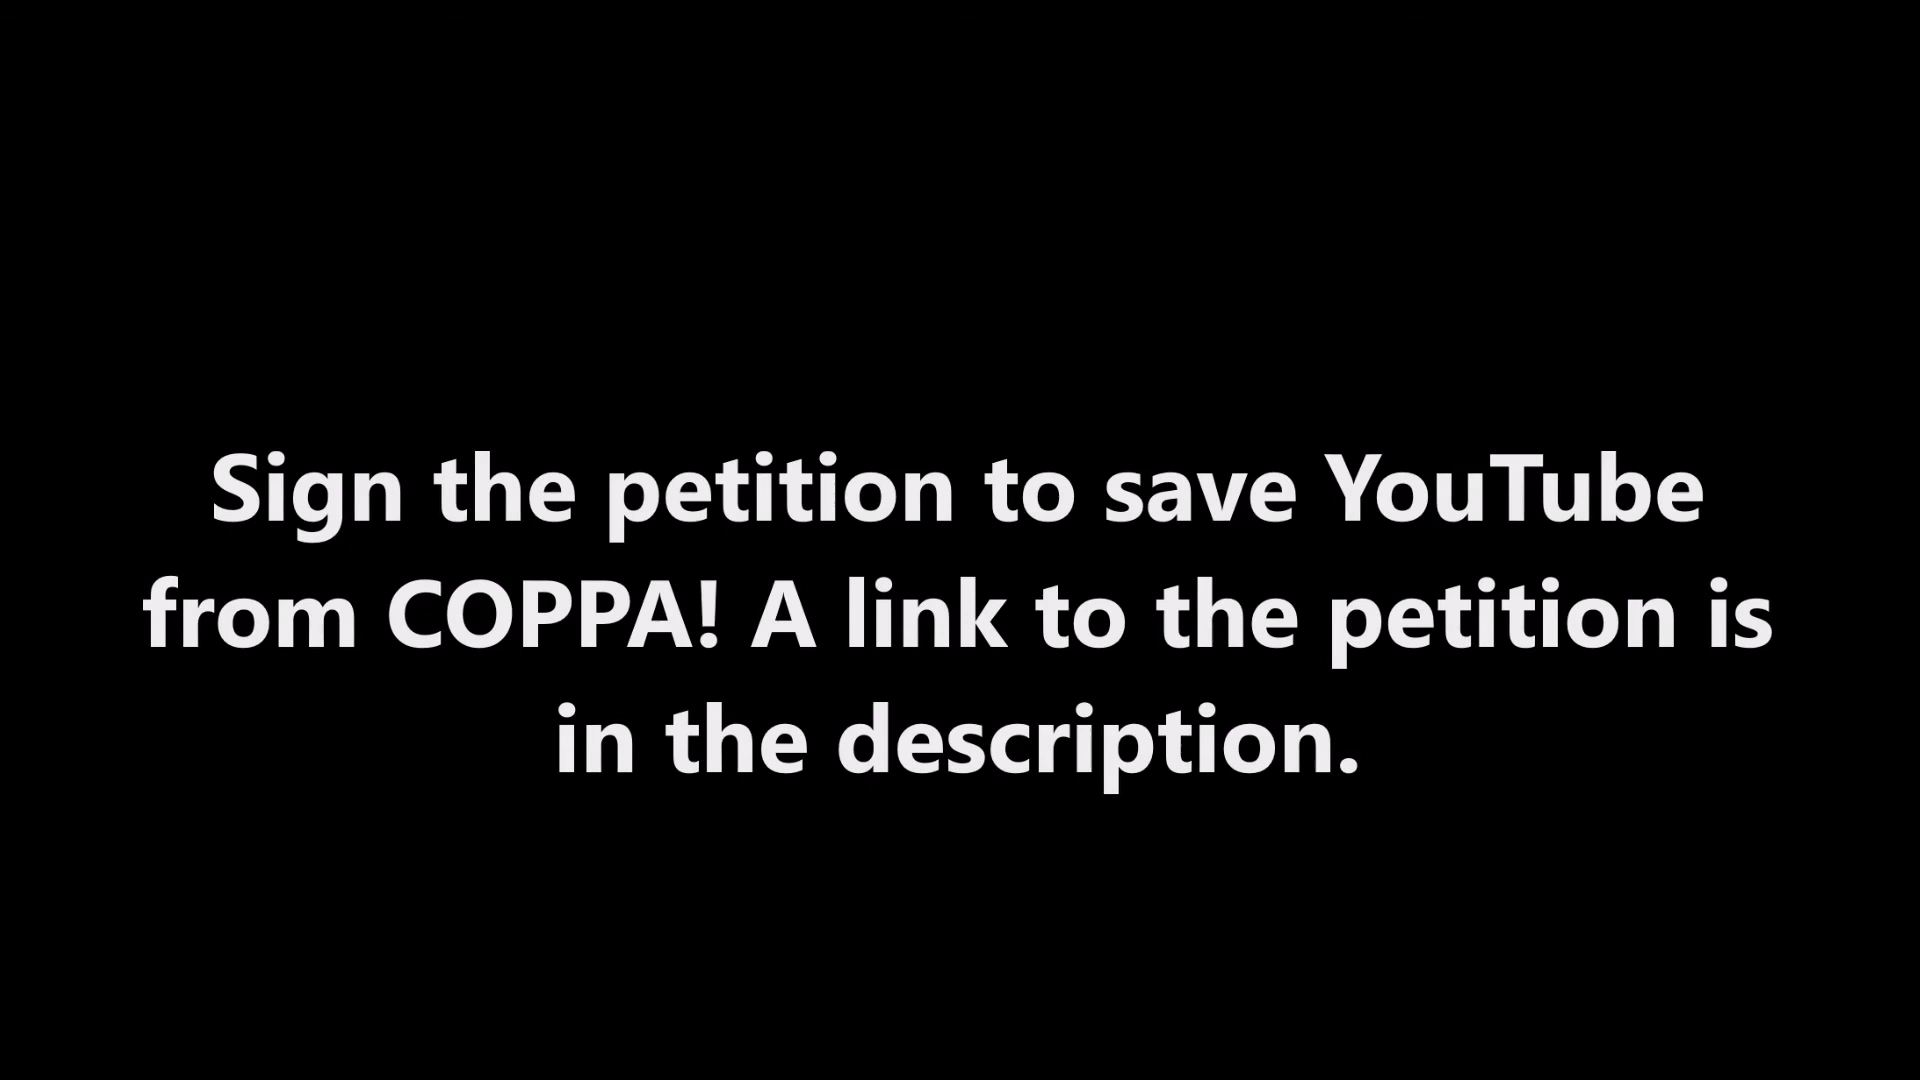 Sign the petition to save YouTube
from COPPA! A link to the petition is
in the description.